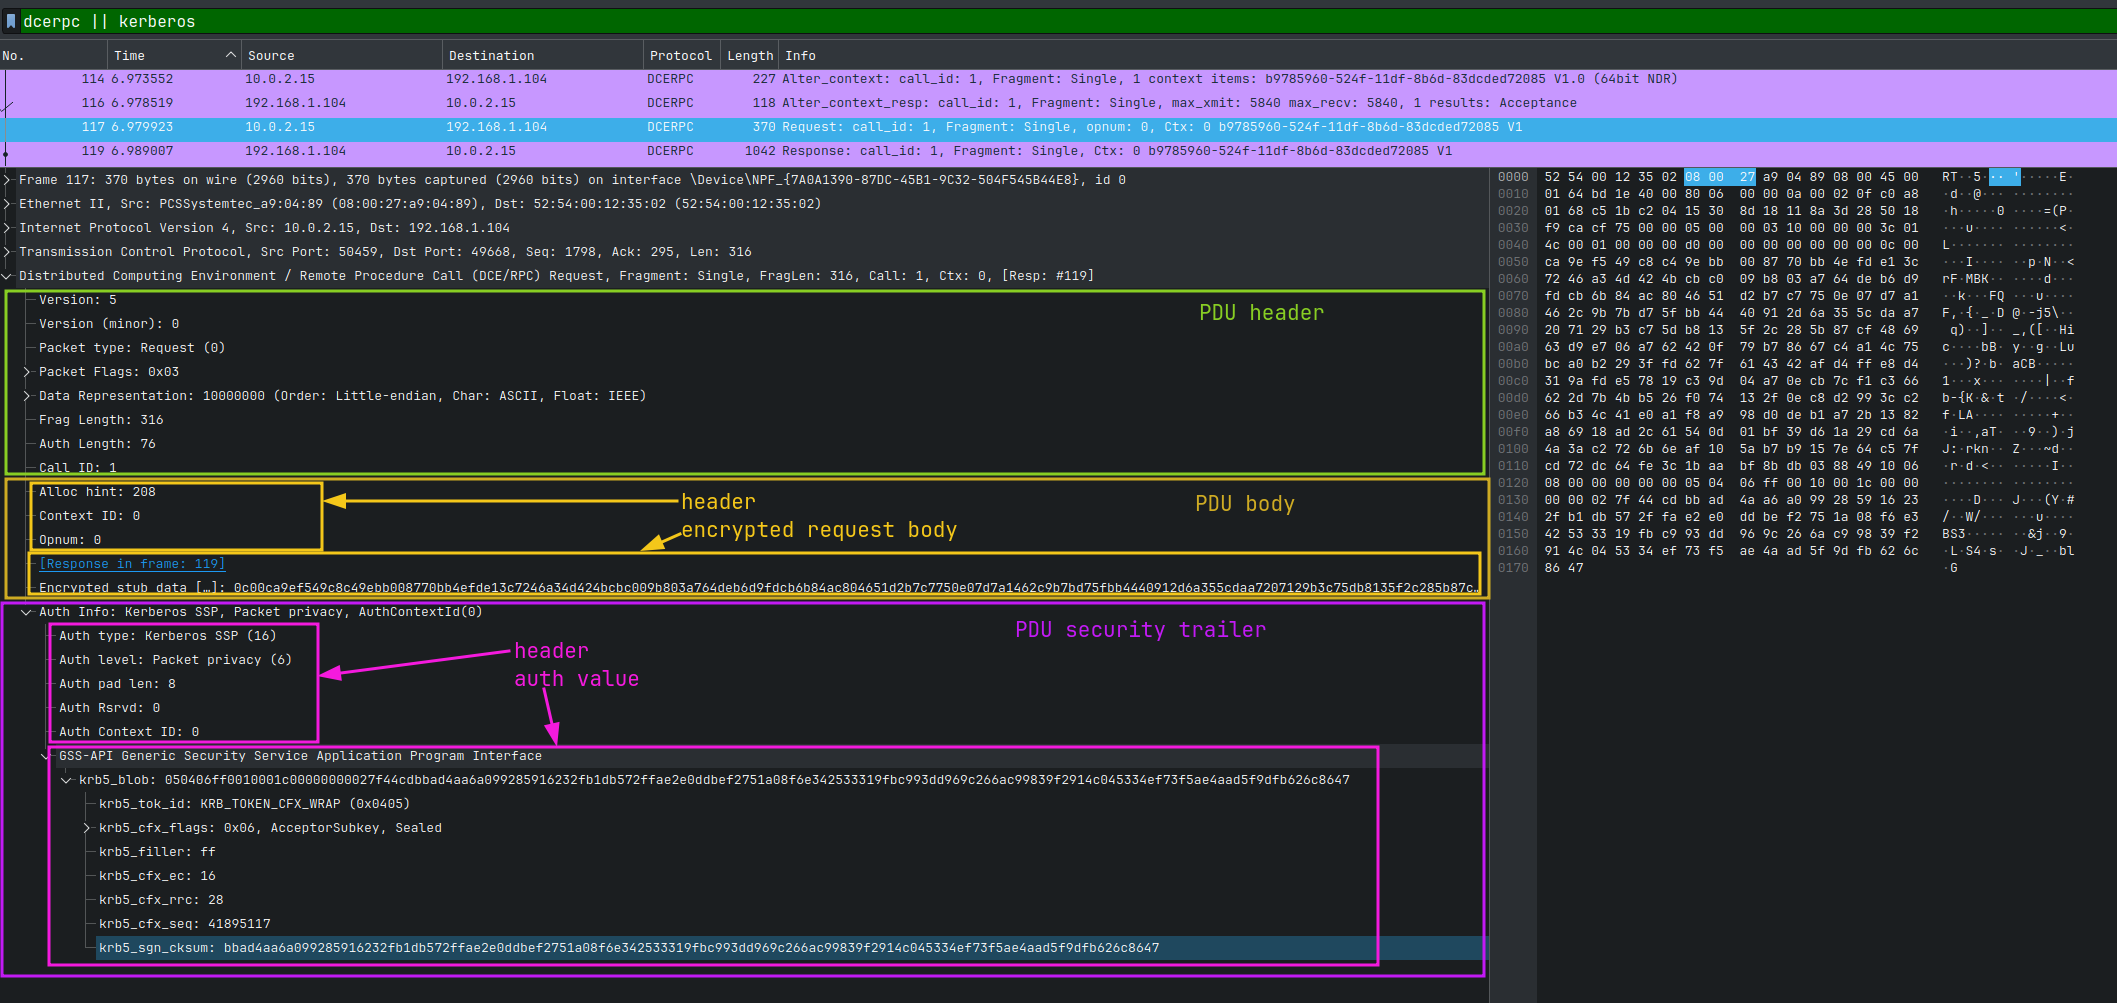 dcerpc || kerberos
No. Time Source Destination Protocol Length Info
114 6.973552 10.0.2.15 192.168.1.104 DCERPC 227 Alter_context: call_id: 1, Fragment: Single, 1 context items: b9785960-524f-11df-8b6d-83dcded72085 V1.0 (64bit NDR)
116 6.978519 192.168.1.104 10.0.2.15 DCERPC 118 Alter_context_resp: call_id: 1, Fragment: Single, max_xmit: 5840 max_recv: 5840, 1 results: Acceptance
117 6.979923 10.0.2.15 192.168.1.104 DCERPC 370 Request: call_id: 1, Fragment: Single, opnum: 0, Ctx: 0 b9785960-524f-11df-8b6d-83dcded72085 V1
119 6.989007 192.168.1.104 10.0.2.15 DCERPC 1042 Response: call_id: 1, Fragment: Single, Ctx: 0 b9785960-524f-11df-8b6d-83dcded72085 V1
Frame 117: 370 bytes on wire (2960 bits), 370 bytes captured (2960 bits) on interface \Device\NPF_{7A0A1390-87DC-45B1-9C32-504F545B44E8}, id 0
Ethernet II, Src: PCSSystemtec_a9:04:89 (08:00:27:a9:04:89), Dst: 52:54:00:12:35:02 (52:54:00:12:35:02)
Internet Protocol Version 4, Src: 10.0.2.15, Dst: 192.168.1.104
Transmission Control Protocol, Src Port: 50459, Dst Port: 49668, Seq: 1798, Ack: 295, Len: 316
Distributed Computing Environment / Remote Procedure Call (DCE/RPC) Request, Fragment: Single, FragLen: 316, Call: 1, Ctx: 0, [Resp: #119]
Version: 5
PDU header
Version (minor): 0
Packet type: Request (0)
Packet Flags: 0x03
Data Representation: 10000000 (Order: Little-endian, Char: ASCII, Float: IEEE)
Frag Length: 316
Auth Length: 76
Call ID: 1
Alloc hint: 208
header
PDU body
Context ID: 0
encrypted request body
Opnum: 0
[Response in frame: 119]
Encrypted stub data […]: 0c00ca9ef549c8c49ebb008770bb4efde13c7246a34d424bcbc009b803a764deb6d9fdcb6b84ac804651d2b7c7750e07d7a1462c9b7bd75fbb4440912d6a355cdaa7207129b3c75db8135f2c285b87c…
Auth Info: Kerberos SSP, Packet privacy, AuthContextId(0)
PDU security trailer
Auth type: Kerberos SSP (16)
header
Auth level: Packet privacy (6)
auth value
Auth pad len: 8
Auth Rsrvd: 0
Auth Context ID: 0
GSS-API Generic Security Service Application Program Interface
krb5_blob: 050406ff0010001c00000000027f44cdbbad4aa6a099285916232fb1db572ffae2e0ddbef2751a08f6e342533319fbc993dd969c266ac99839f2914c045334ef73f5ae4aad5f9dfb626c8647
krb5_tok_id: KRB_TOKEN_CFX_WRAP (0x0405)
krb5_cfx_flags: 0x06, AcceptorSubkey, Sealed
krb5_filler: ff
krb5_cfx_ec: 16
krb5_cfx_rrc: 28
krb5_cfx_seq: 41895117
krb5_sgn_cksum: bbad4aa6a099285916232fb1db572ffae2e0ddbef2751a08f6e342533319fbc993dd969c266ac99839f2914c045334ef73f5ae4aad5f9dfb626c8647
0000 52 54 00 12 35 02 08 00 27 a9 04 89 08 00 45 00 RT··5···'·····E·
0010 01 64 bd 1e 40 00 80 06 00 00 0a 00 02 0f c0 a8 ·d··@···········
0020 01 68 c5 1b c2 04 15 30 8d 18 11 8a 3d 28 50 18 ·h·····0····=(P·
0030 f9 ca cf 75 00 00 05 00 00 03 10 00 00 00 3c 01 ···u··········<·
0040 4c 00 01 00 00 00 d0 00 00 00 00 00 00 00 0c 00 L···············
0050 ca 9e f5 49 c8 c4 9e bb 00 87 70 bb 4e fd e1 3c ···I······p·N··<
0060 72 46 a3 4d 42 4b cb c0 09 b8 03 a7 64 de b6 d9 rF·MBK······d···
0070 fd cb 6b 84 ac 80 46 51 d2 b7 c7 75 0e 07 d7 a1 ··k···FQ···u····
0080 46 2c 9b 7b d7 5f bb 44 40 91 2d 6a 35 5c da a7 F,·{·_·D@·-j5\··
0090 20 71 29 b3 c7 5d b8 13 5f 2c 28 5b 87 cf 48 69 q)··]··_,([··Hi
00a0 63 d9 e7 06 a7 62 42 0f 79 b7 86 67 c4 a1 4c 75 c····bB·y··g··Lu
00b0 bc a0 b2 29 3f fd 62 7f 61 43 42 af d4 ff e8 d4 ···)?·b·aCB·····
00c0 31 9a fd e5 78 19 c3 9d 04 a7 0e cb 7c f1 c3 66 1···x·······|··f
00d0 62 2d 7b 4b b5 26 f0 74 13 2f 0e c8 d2 99 3c c2 b-{K·&·t·/····<·
00e0 66 b3 4c 41 e0 a1 f8 a9 98 d0 de b1 a7 2b 13 82 f·LA·········+··
00f0 a8 69 18 ad 2c 61 54 0d 01 bf 39 d6 1a 29 cd 6a ·i··,aT···9··)·j
0100 4a 3a c2 72 6b 6e af 10 5a b7 b9 15 7e 64 c5 7f J:·rkn··Z···~d··
0110 cd 72 dc 64 fe 3c 1b aa bf 8b db 03 88 49 10 06 ·r·d·<·······I··
0120 08 00 00 00 00 00 05 04 06 ff 00 10 00 1c 00 00 ················
0130 00 00 02 7f 44 cd bb ad 4a a6 a0 99 28 59 16 23 ····D···J···(Y·#
0140 2f b1 db 57 2f fa e2 e0 dd be f2 75 1a 08 f6 e3 /··W/······u····
0150 42 53 33 19 fb c9 93 dd 96 9c 26 6a c9 98 39 f2 BS3·······&j··9·
0160 91 4c 04 53 34 ef 73 f5 ae 4a ad 5f 9d fb 62 6c ·L·S4·s··J·_··bl
0170 86 47 ·G